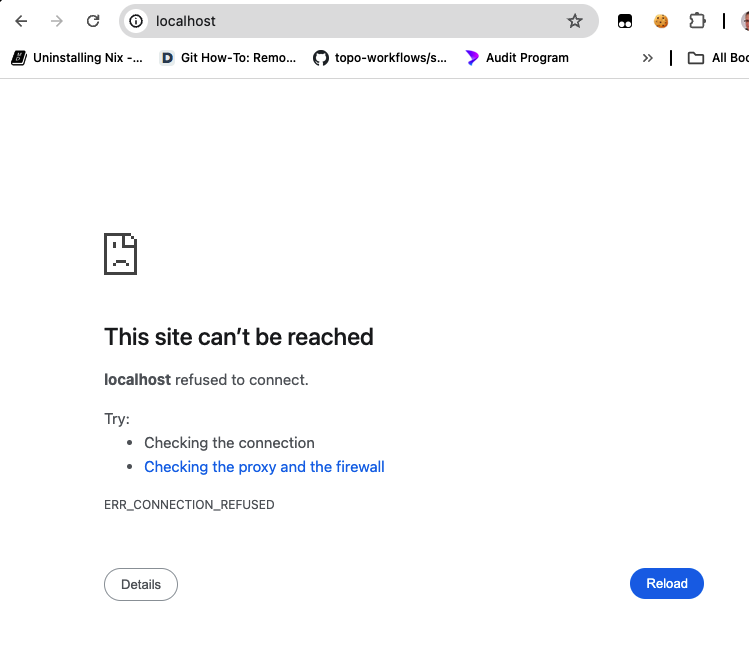 localhost
Uninstalling Nix -... Git How-To: Remo... topo-workflows/s... Audit Program » All Boo
This site can’t be reached
localhost refused to connect.
Try:
• Checking the connection
• Checking the proxy and the firewall
ERR_CONNECTION_REFUSED
Details Reload